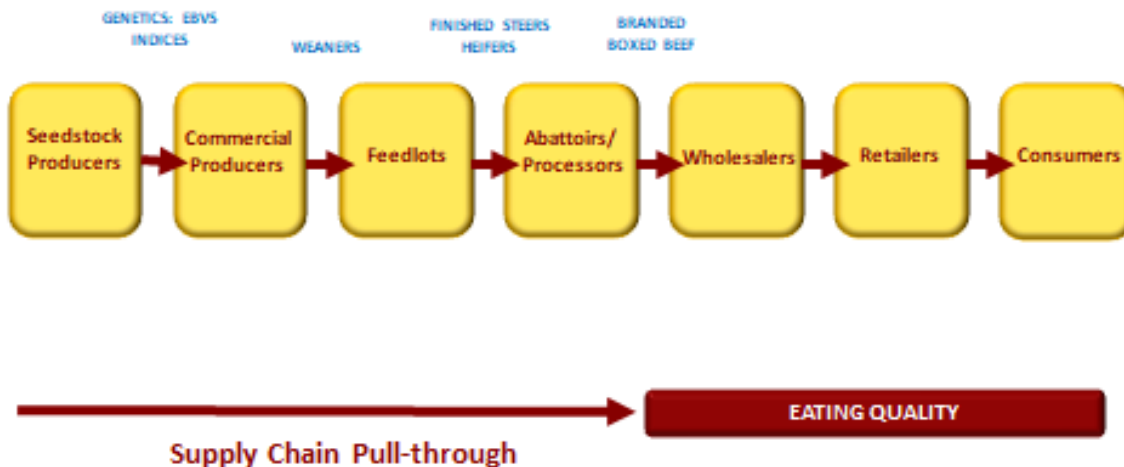 GENETICS: EBVS
INDICES
WEANERS
FINISHED STEERS
HEIFERS
BRANDED
BOXED BEEF
Seedstock
Producers
Commercial
Producers
Feedlots
Abattoirs/
Processors
Wholesalers
Retailers
Consumers
EATING QUALITY
Supply Chain Pull-through